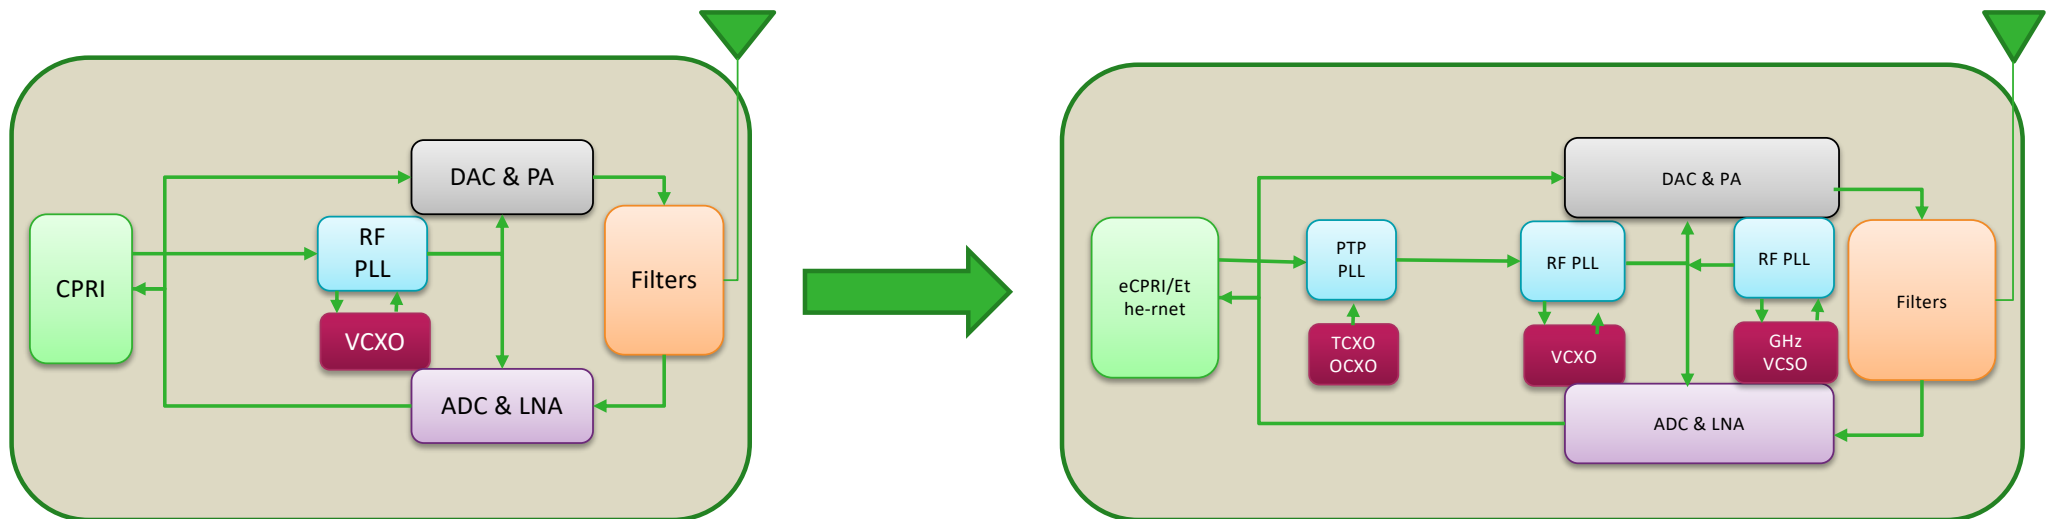 DAC & PA
RF
PLL
CPRI
Filters
VCXO
ADC & LNA
DAC & PA
PTP
PLL
RF PLL
RF PLL
eCPRI/Et
he-rnet
Filters
TCXO
OCXO
VCXO
GHz
VCSO
ADC & LNA